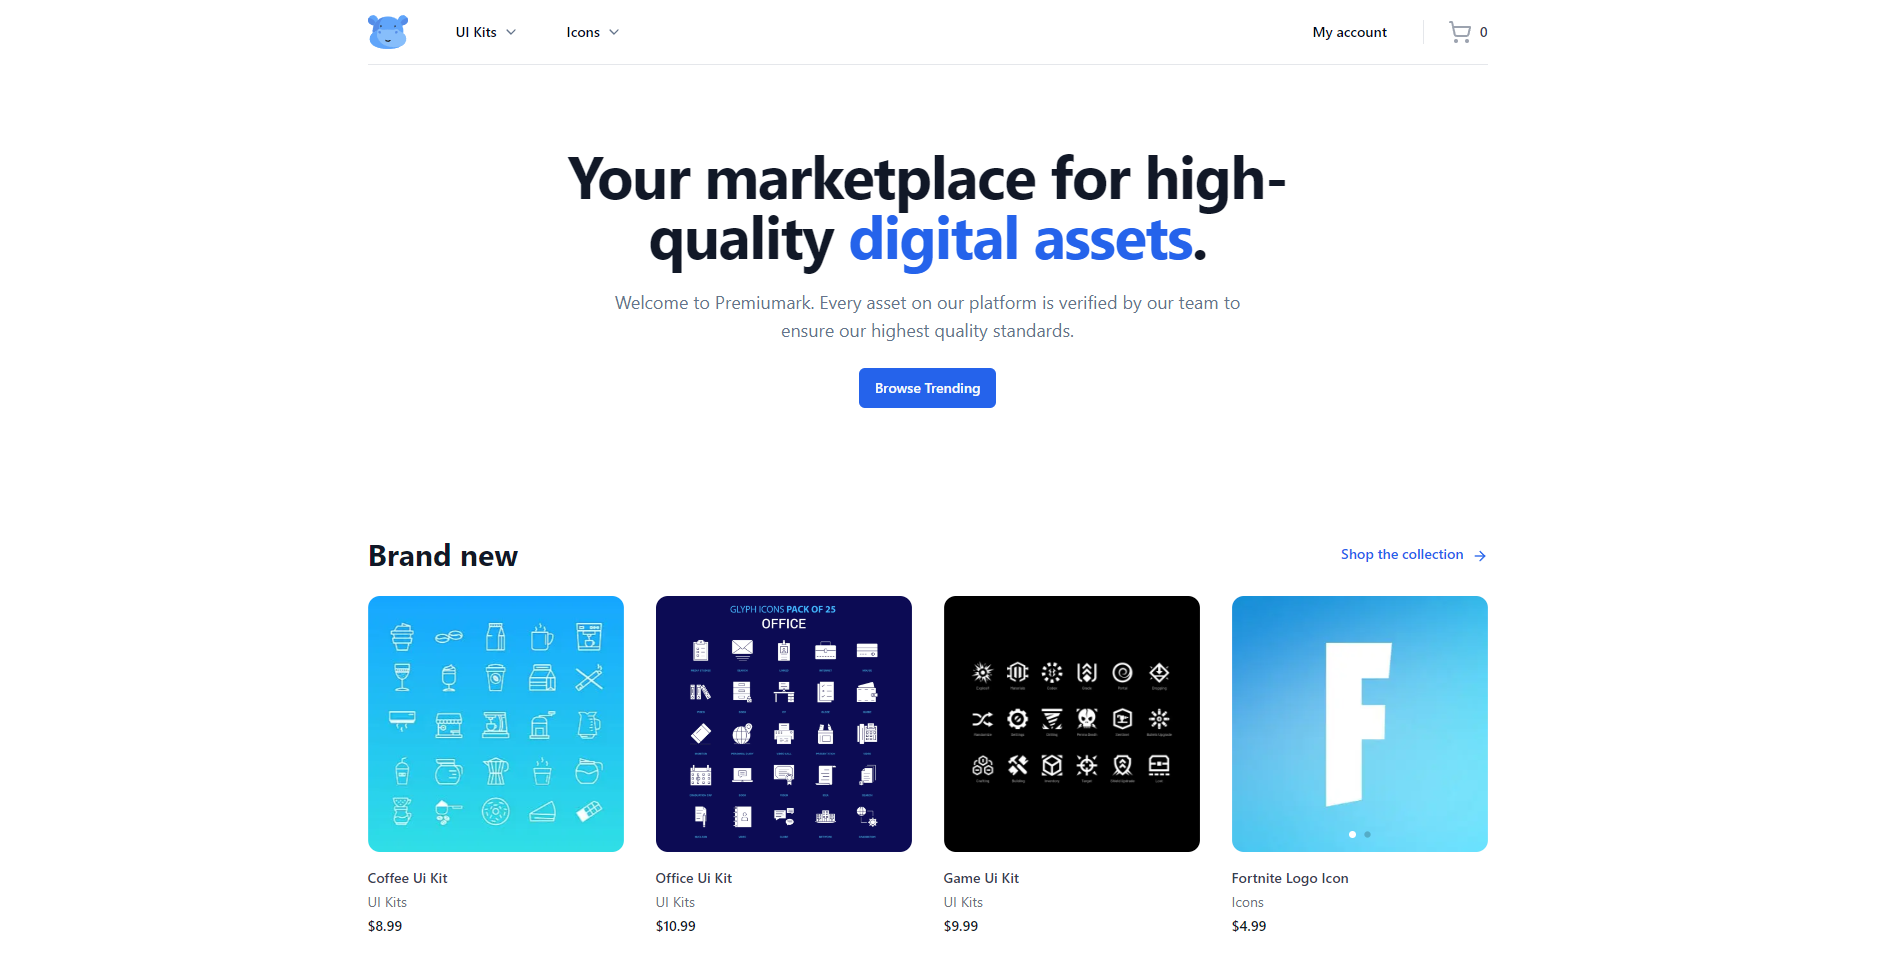 UI Kits
Icons
My account
0
Your marketplace for high-
quality digital assets.
Welcome to Premiumark. Every asset on our platform is verified by our team to
ensure our highest quality standards.
Browse Trending
Brand new
Shop the collection
GLYPH ICONS PACK OF 25
OFFICE
F
Coffee Ui Kit
UI Kits
$8.99
Office Ui Kit
UI Kits
$10.99
Game Ui Kit
UI Kits
$9.99
Fortnite Logo Icon
Icons
$4.99